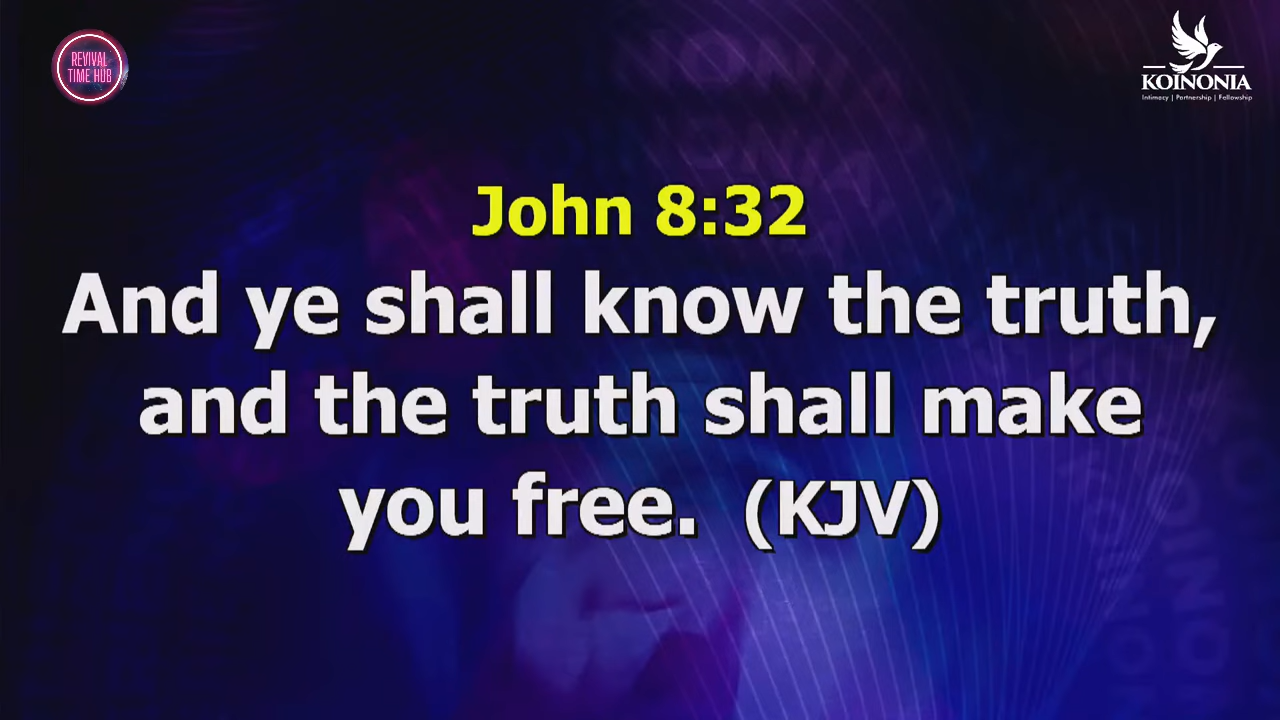 REVIVAL
TIME HUB
KOINONIA
Intimacy | Partnership | Fellowship
John 8:32
And ye shall know the truth,
and the truth shall make
you free. (KJV)